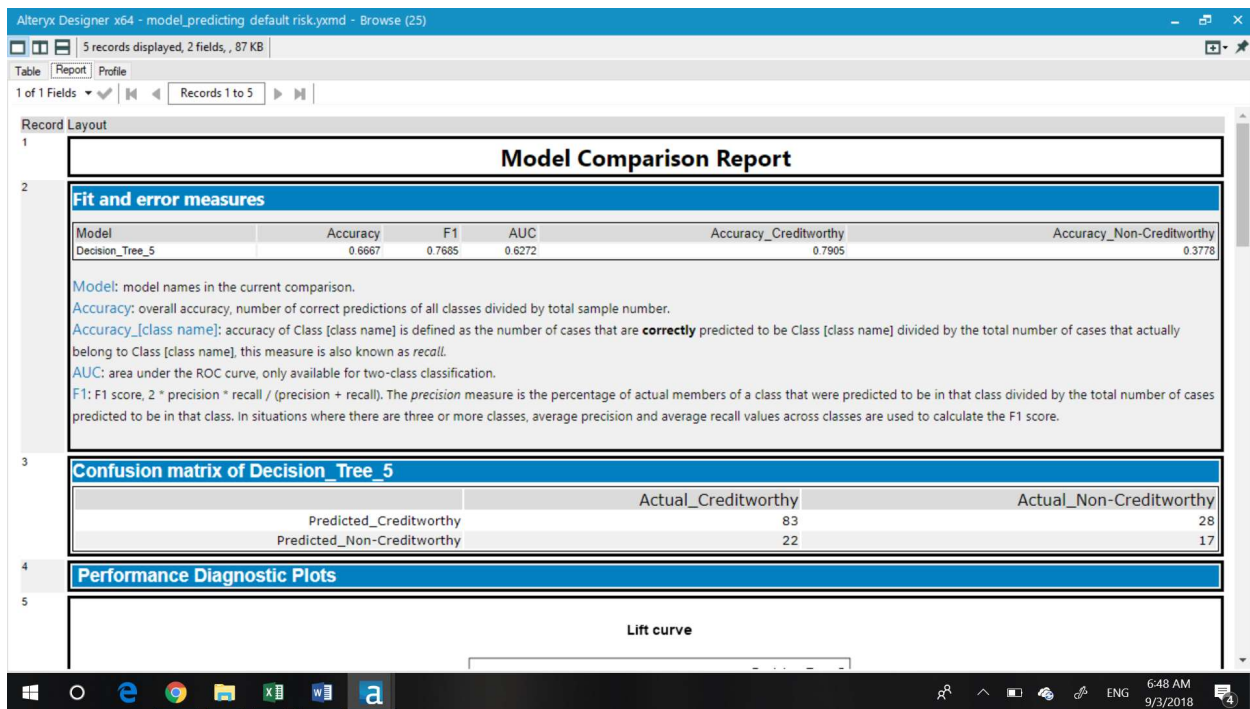 Alteryx Designer x64 - model_predicting default risk.yxmd - Browse (25)
5 records displayed, 2 fields, , 87 KB
Table Report Profile
1 of 1 Fields Records 1 to 5
Record Layout
1
Model Comparison Report
2
Fit and error measures
Model Accuracy F1 AUC Accuracy_Creditworthy Accuracy_Non-Creditworthy
Decision_Tree_5 0.6667 0.7685 0.6272 0.7905 0.3778
Model: model names in the current comparison.
Accuracy: overall accuracy, number of correct predictions of all classes divided by total sample number.
Accuracy_[class name]: accuracy of Class [class name] is defined as the number of cases that are correctly predicted to be Class [class name] divided by the total number of cases that actually
belong to Class [class name], this measure is also known as recall.
AUC: area under the ROC curve, only available for two-class classification.
F1: F1 score, 2 * precision * recall / (precision + recall). The precision measure is the percentage of actual members of a class that were predicted to be in that class divided by the total number of cases
predicted to be in that class. In situations where there are three or more classes, average precision and average recall values across classes are used to calculate the F1 score.
3
Confusion matrix of Decision_Tree_5
Actual_Creditworthy Actual_Non-Creditworthy
Predicted_Creditworthy 83 28
Predicted_Non-Creditworthy 22 17
4
Performance Diagnostic Plots
5
Lift curve
ENG
6:48 AM
9/3/2018
4